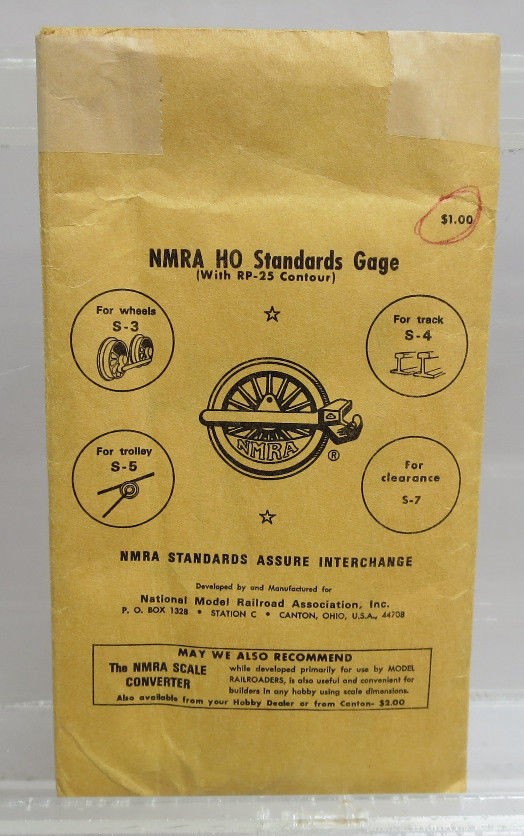 $1.00
NMRA HO Standards Gage
(With RP-25 Contour)
For wheels
S-3
For track
S-4
NMRA
®
For trolley
S-5
For
clearance
S-7
NMRA STANDARDS ASSURE INTERCHANGE
Developed by and Manufactured for
National Model Railroad Association, Inc.
P. O. BOX 1328 • STATION C • CANTON, OHIO, U.S.A., 44708
MAY WE ALSO RECOMMEND
The NMRA SCALE
CONVERTER
while developed primarily for use by MODEL
RAILROADERS, is also useful and convenient for
builders in any hobby using scale dimensions.
Also available from your Hobby Dealer or from Canton- $2.00